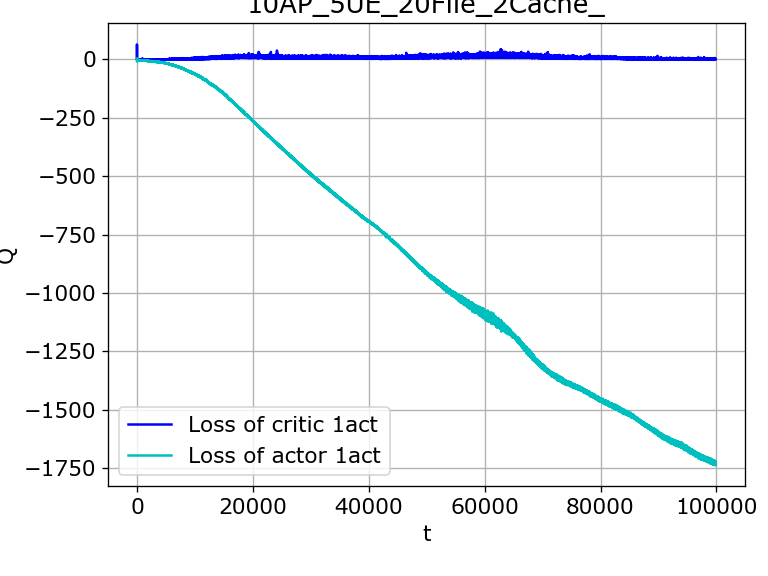 10AP_5UE_20File_2Cache_
0
−250
−500
−750
−1000
−1250
−1500
−1750
Q
Loss of critic 1act
Loss of actor 1act
0 20000 40000 60000 80000 100000
t